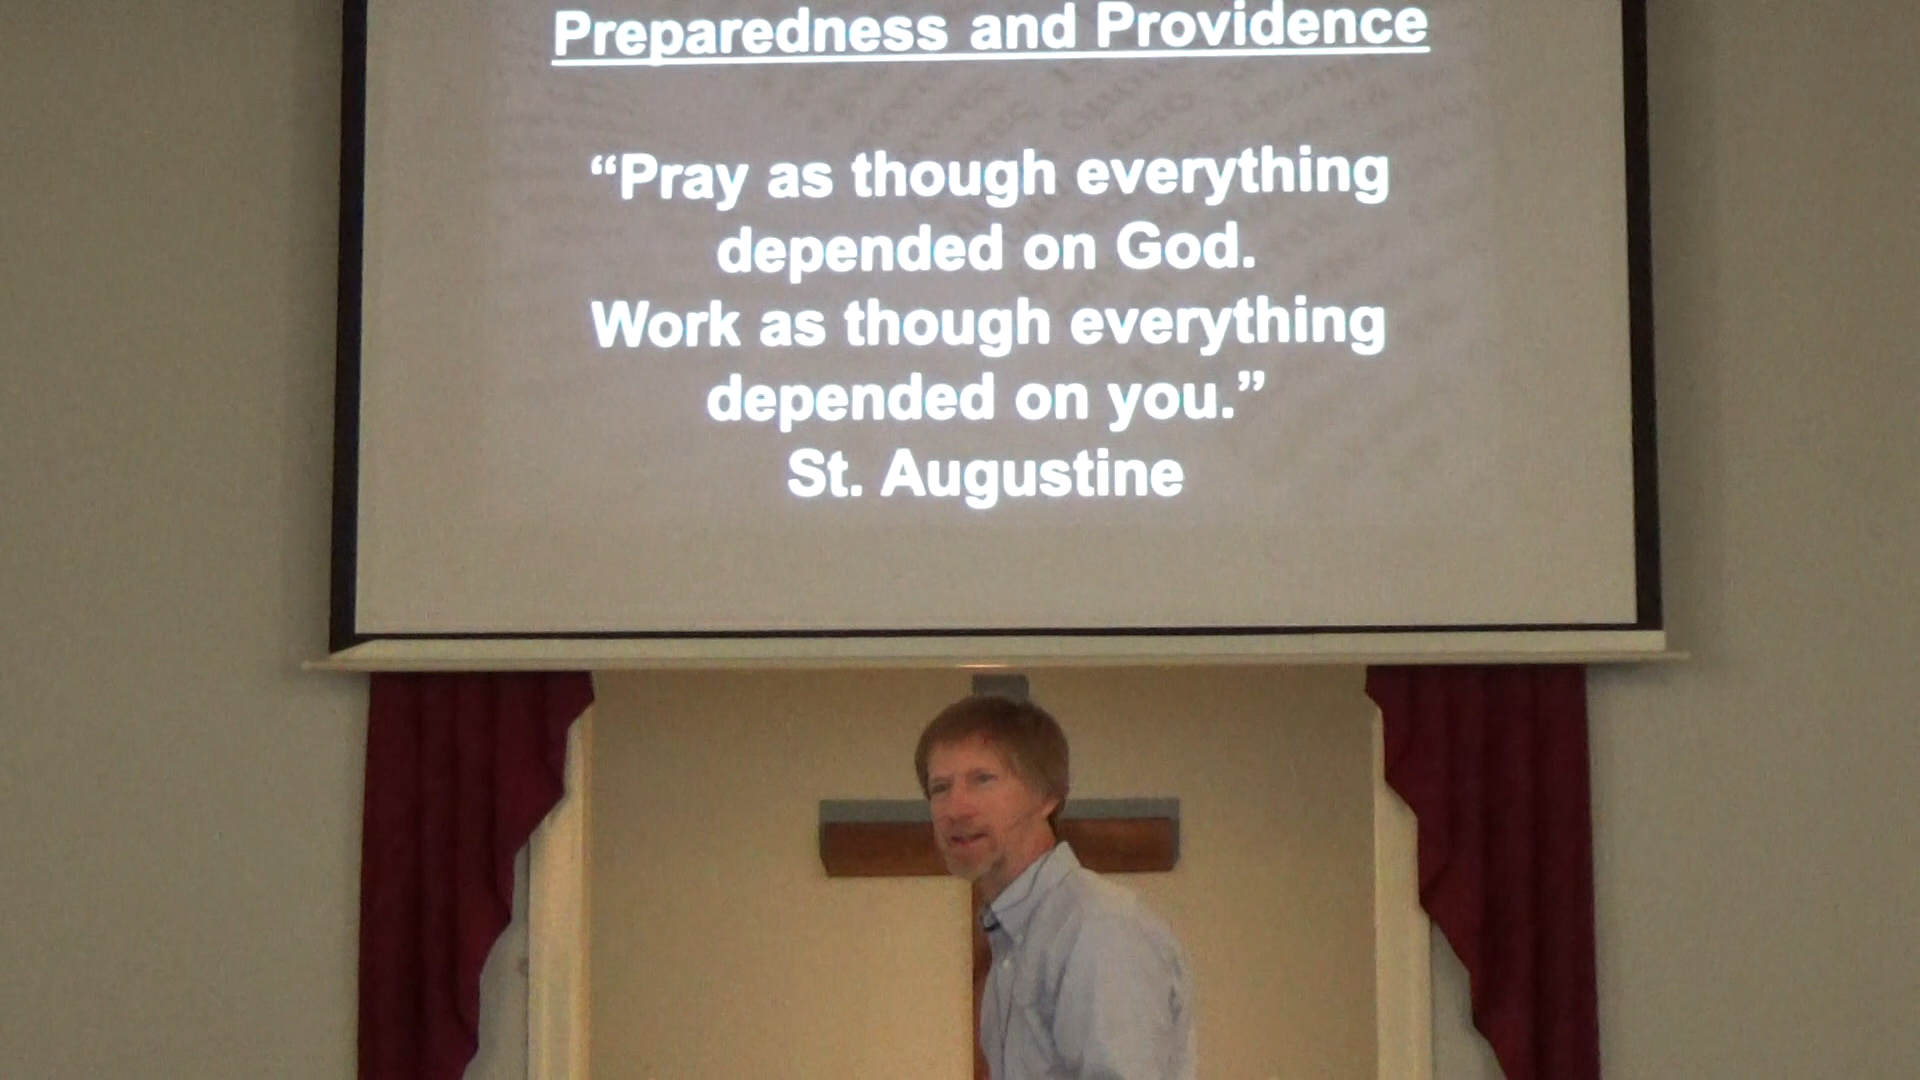 Preparedness and Providence
“Pray as though everything
depended on God.
Work as though everything
depended on you.”
St. Augustine